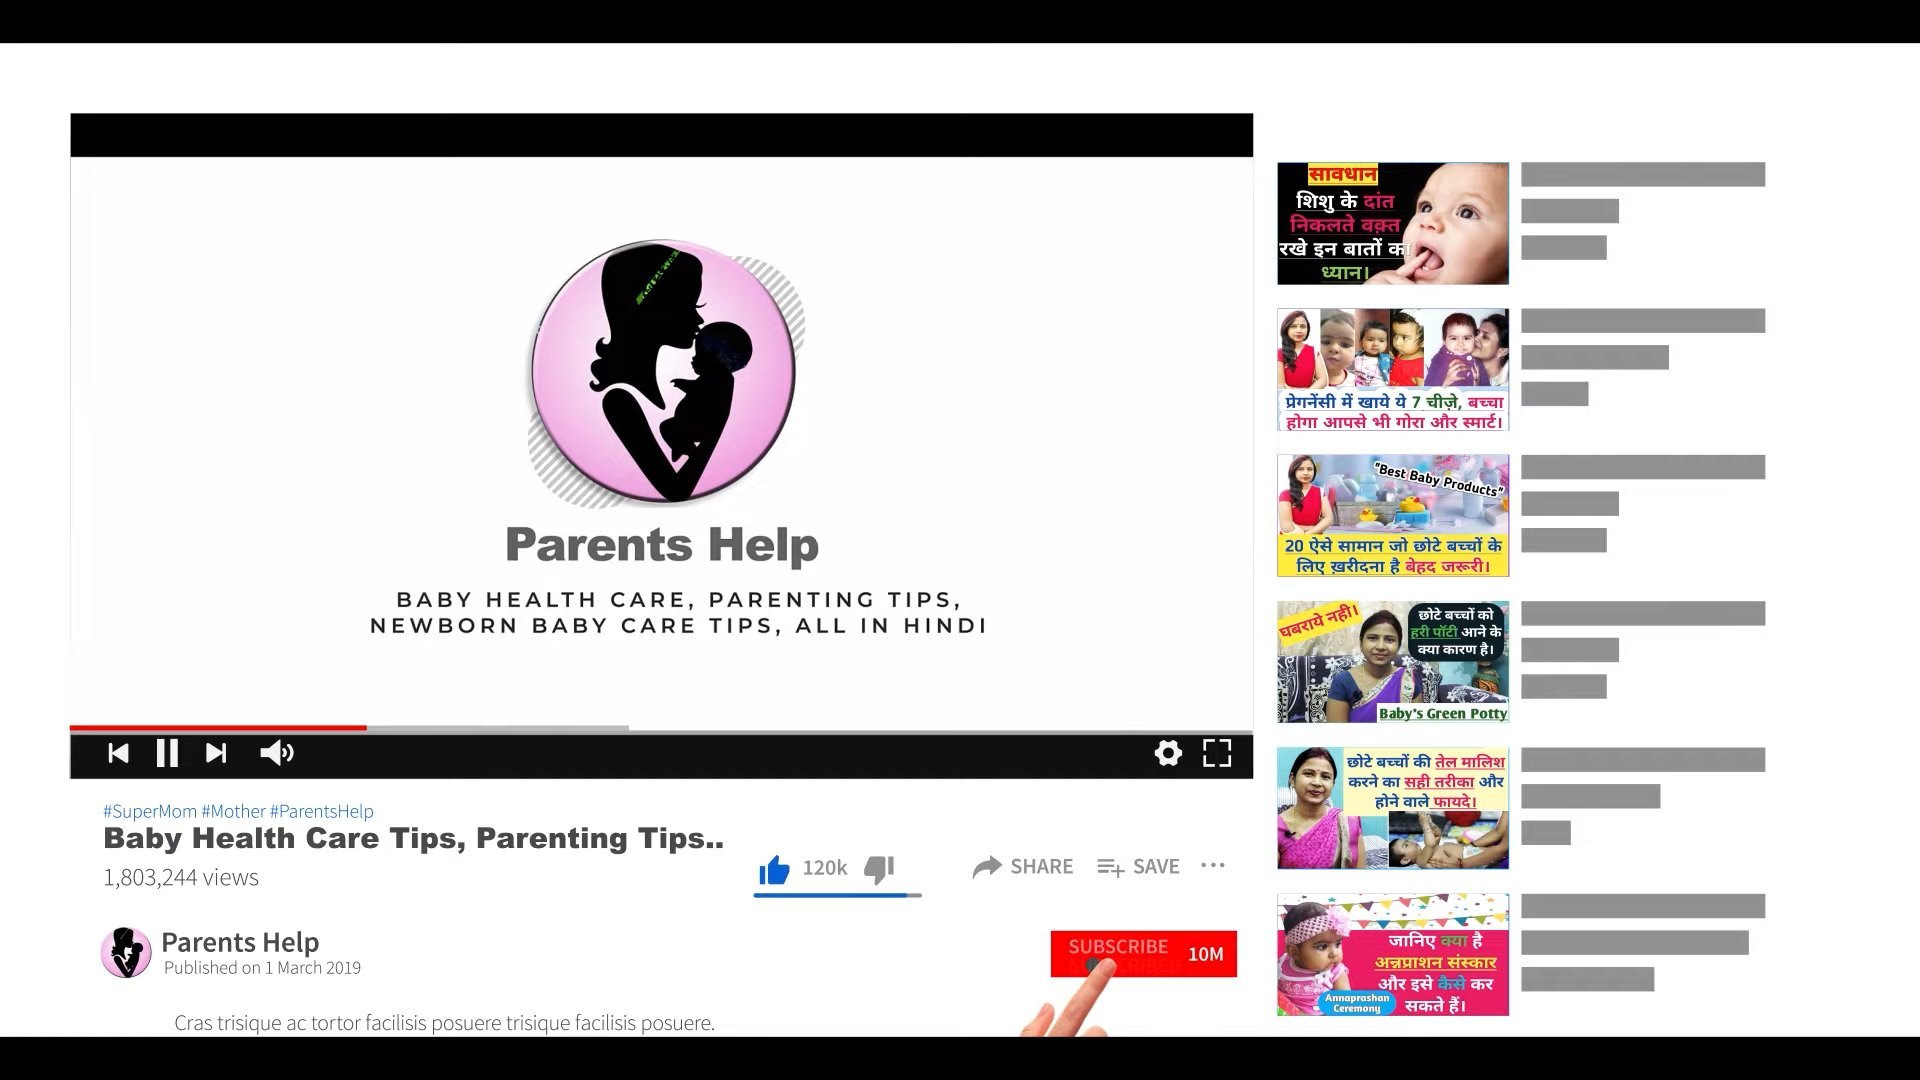 Parents Help
BABY HEALTH CARE, PARENTING TIPS,
NEWBORN BABY CARE TIPS, ALL IN HINDI
#SuperMom #Mother #ParentsHelp
Baby Health Care Tips, Parenting Tips..
1,803,244 views
120k
SHARE
SAVE
Parents Help
Published on 1 March 2019
SUBSCRIBE
10M
Cras trisique ac tortor facilisis posuere trisique facilisis posuere.
सावधान
शिशु के दांत
निकलते वक़्त
रखे इन बातों का
ध्यान।
प्रेगनेंसी में खाये ये 7 चीज़े, बच्चा
होगा आपसे भी गोरा और स्मार्ट।
"Best Baby Products"
20 ऐसे सामान जो छोटे बच्चों के
लिए ख़रीदना है बेहद जरूरी।
घबराये नही।
छोटे बच्चों को
हरी पॉटी आने के
क्या कारण है।
Baby's Green Potty
छोटे बच्चों की तेल मालिश
करने का सही तरीका और
होने वाले फायदे।
जानिए क्या है
अन्नप्राशन संस्कार
और इसे कैसे कर
सकते हैं।
Annaprashan
Ceremony